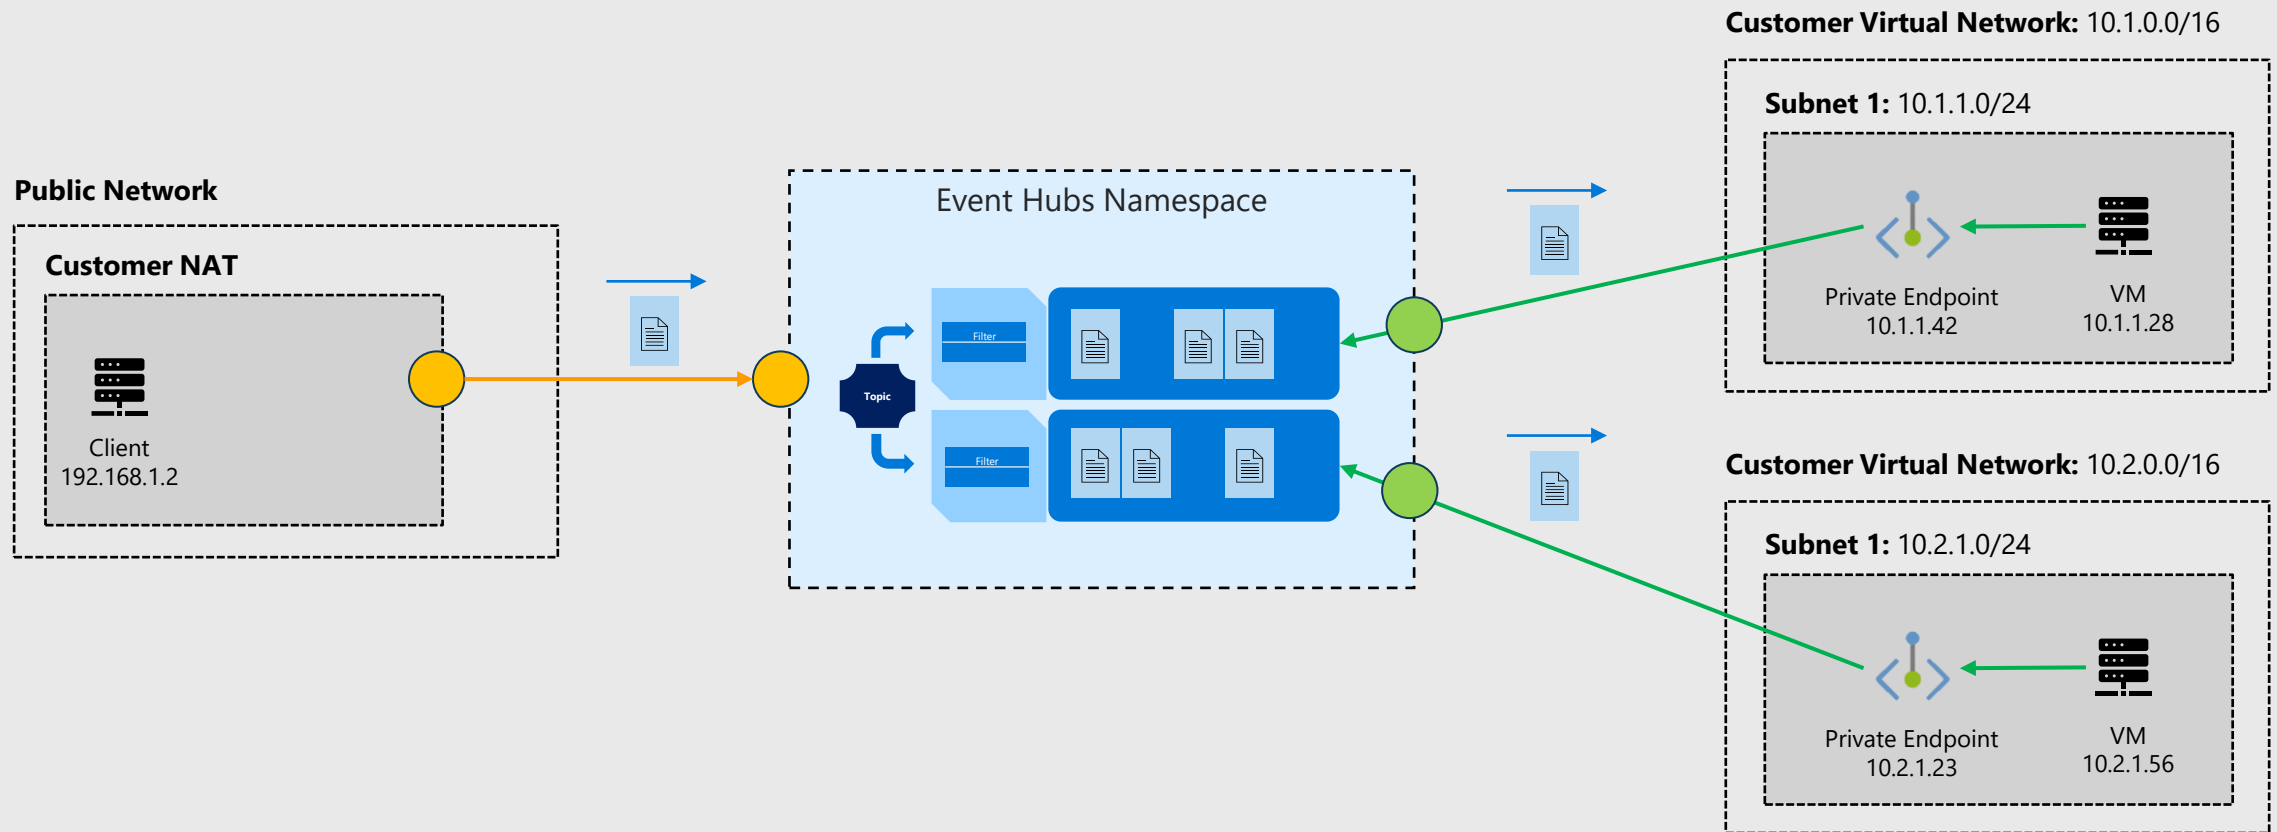 Public Network
Customer NAT
Client
192.168.1.2
Event Hubs Namespace
Topic
Filter
Filter
Customer Virtual Network: 10.1.0.0/16
Subnet 1: 10.1.1.0/24
Private Endpoint
10.1.1.42
VM
10.1.1.28
Customer Virtual Network: 10.2.0.0/16
Subnet 1: 10.2.1.0/24
Private Endpoint
10.2.1.23
VM
10.2.1.56